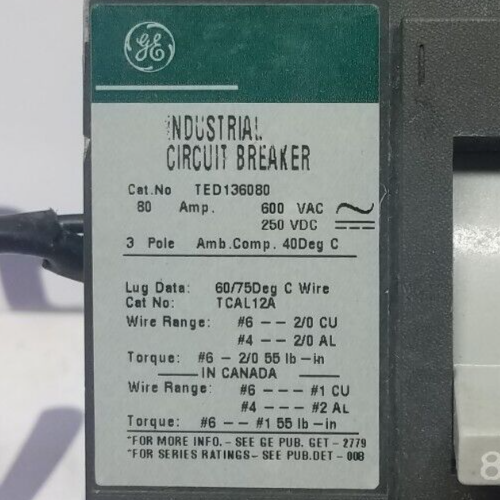 GE
INDUSTRIAL
CIRCUIT BREAKER
Cat.No TED136080
80 Amp. 600 VAC
250 VDC
3 Pole Amb.Comp. 40Deg C
Lug Data: 60/75Deg C Wire
Cat No: TCAL12A
Wire Range: #6 -- 2/0 CU
#4 -- 2/0 AL
Torque: #6 - 2/0 55 lb-in
IN CANADA
Wire Range: #6 --- #1 CU
#4 --- #2 AL
Torque: #6 -- #1 55 lb-in
*FOR MORE INFO.- SEE GE PUB. GET - 2779
*FOR SERIES RATINGS- SEE PUB.DET - 008
8